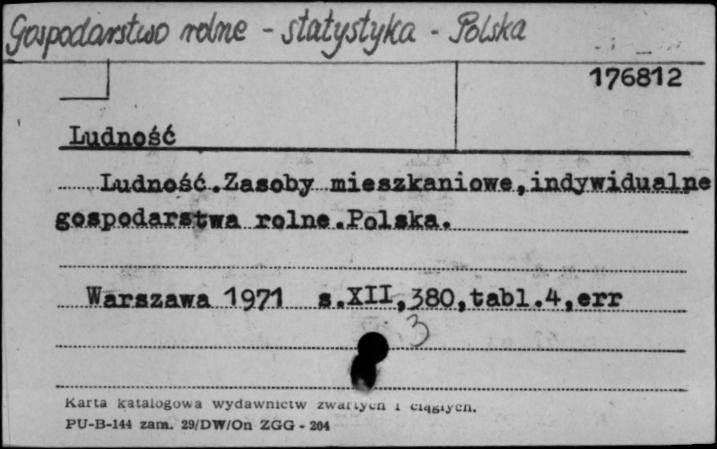 Gospodarstwo rolne - statystyka - Polska
176812
Ludność
Ludność.Zasoby mieszkaniowe,indywidualne
gospodarstwa rolne.Polska.
Warszawa 1971 s.XII,380,tabl.4,err
3
Karta katalogowa wydawnictw zwartych i ciągłych.
PU-B-144 zam. 29/DW/On ZGG - 204